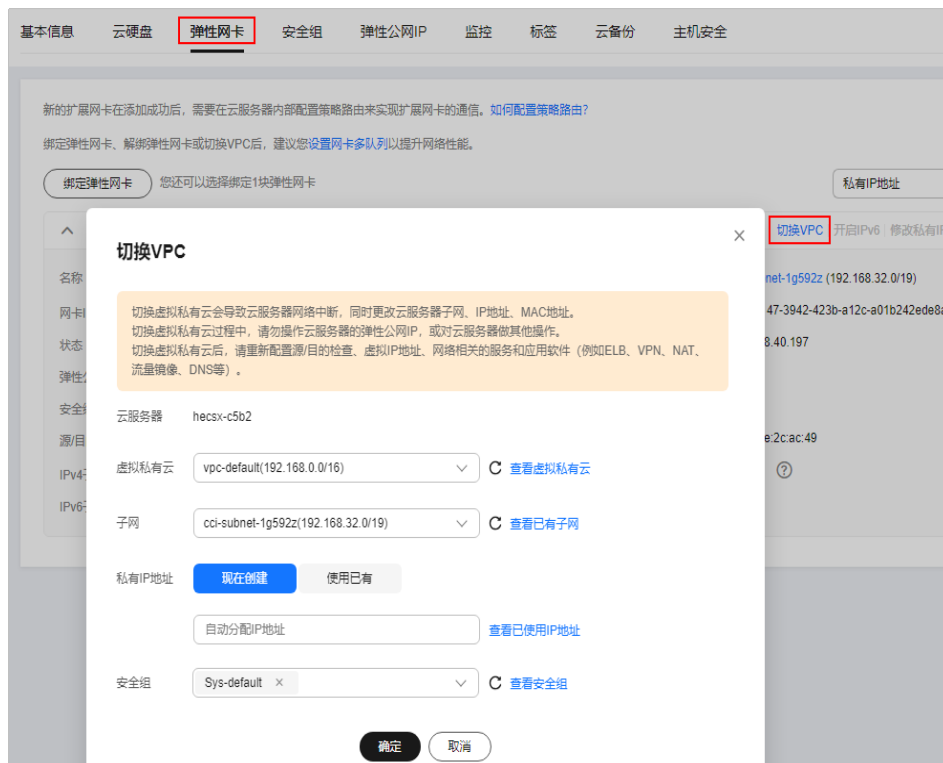 基本信息 云硬盘 弹性网卡 安全组 弹性公网IP 监控 标签 云备份 主机安全
新的扩展网卡在添加成功后，需要在云服务器内部配置策略路由来实现扩展网卡的通信。如何配置策略路由？
绑定弹性网卡、解绑弹性网卡或切换VPC后，建议您设置网卡多队列以提升网络性能。
绑定弹性网卡 您还可以选择绑定1块弹性网卡 私有IP地址
切换VPC 开启IPv6 修改私有IP
切换VPC
名称 net-1g592z (192.168.32.0/19)
网卡I 47-3942-423b-a12c-a01b242ede8a
状态 8.40.197
弹性
安全
源/目 e:2c:ac:49
IPv4
IPv6
切换虚拟私有云会导致云服务器网络中断，同时更改云服务器子网、IP地址、MAC地址。
切换虚拟私有云过程中，请勿操作云服务器的弹性公网IP，或对云服务器做其他操作。
切换虚拟私有云后，请重新配置源/目的检查、虚拟IP地址、网络相关的服务和应用软件（例如ELB、VPN、NAT、
流量镜像、DNS等）。
云服务器 hecsx-c5b2
虚拟私有云 vpc-default(192.168.0.0/16) 查看虚拟私有云
子网 cci-subnet-1g592z(192.168.32.0/19) 查看已有子网
私有IP地址 现在创建 使用已有
自动分配IP地址 查看已使用IP地址
安全组 Sys-default × 查看安全组
确定 取消